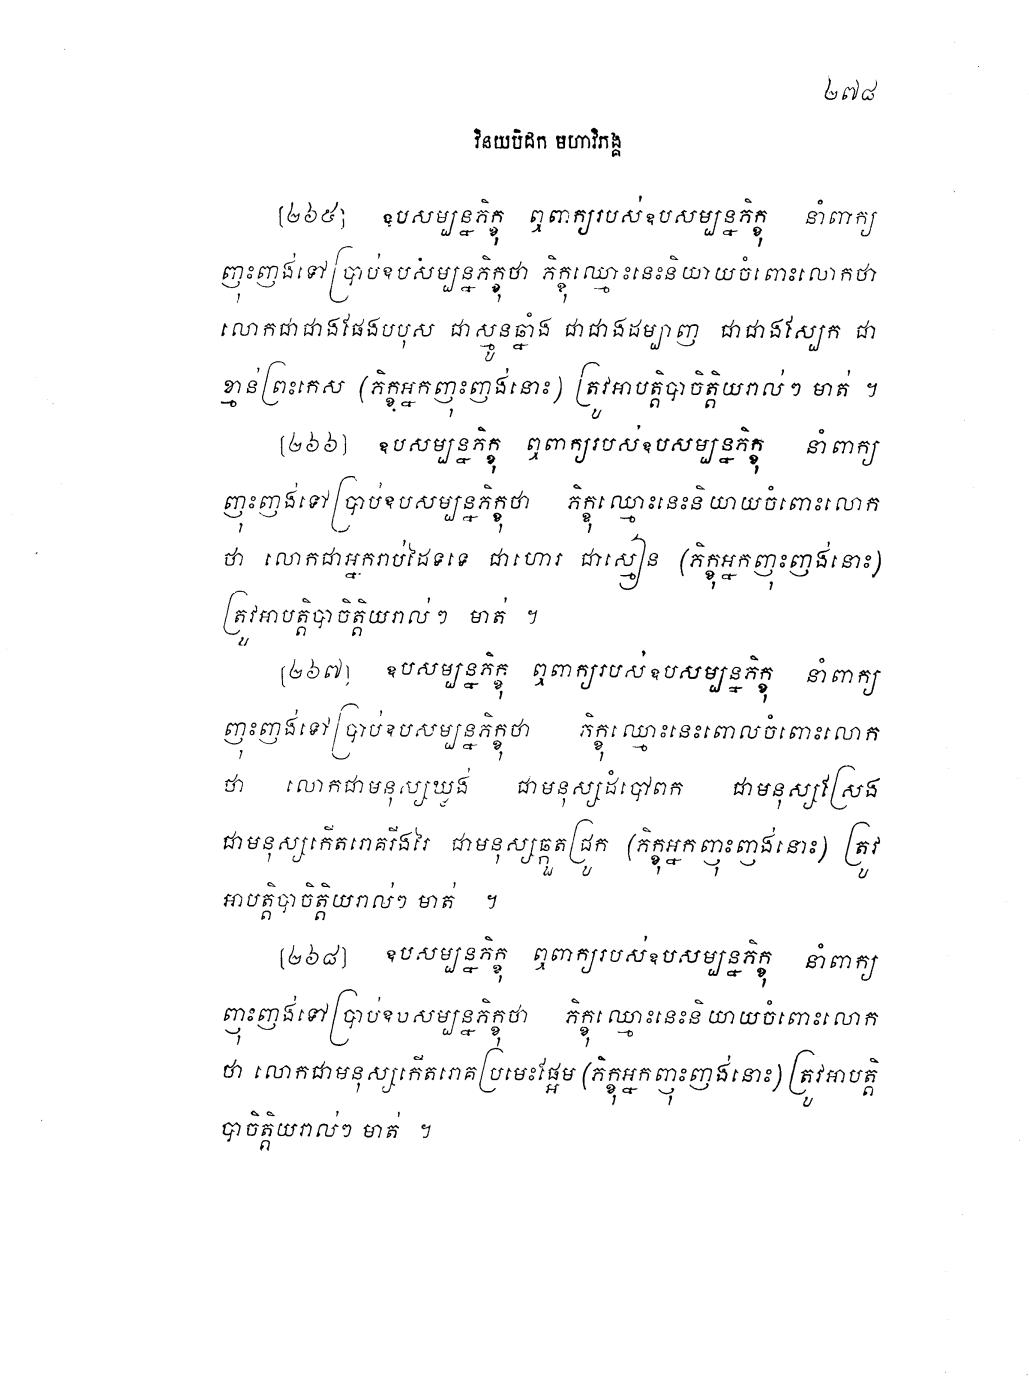 ២៧៨
វិនយបិដក មហាវិភង្គ
[២៦៥] ឧបសម្បន្នភិក្ខុ ឮពាក្យរបស់ឧបសម្បន្នភិក្ខុ នាំពាក្យ
ញុះញង់ទៅប្រាប់ឧបសម្បន្នភិក្ខុថា ភិក្ខុឈ្មោះនេះនិយាយចំពោះលោកថា
លោកជាជាងផែងបបុស ជាស្មូនឆ្នាំង ជាជាងដម្បាញ ជាជាងស្បែក ជា
ខ្មាន់ព្រះកេស (ភិក្ខុអ្នកញុះញង់នោះ) ត្រូវអាបត្តិបាចិត្តិយរាល់ៗ មាត់ ។
[២៦៦] ឧបសម្បន្នភិក្ខុ ឮពាក្យរបស់ឧបសម្បន្នភិក្ខុ នាំពាក្យ
ញុះញង់ទៅប្រាប់ឧបសម្បន្នភិក្ខុថា ភិក្ខុឈ្មោះនេះនិយាយចំពោះលោក
ថា លោកជាអ្នករាប់ដៃទទេ ជាហោរ ជាស្មៀន (ភិក្ខុអ្នកញុះញង់នោះ)
ត្រូវអាបត្តិបាចិត្តិយរាល់ៗ មាត់ ។
[២៦៧] ឧបសម្បន្នភិក្ខុ ឮពាក្យរបស់ឧបសម្បន្នភិក្ខុ នាំពាក្យ
ញុះញង់ទៅប្រាប់ឧបសម្បន្នភិក្ខុថា ភិក្ខុឈ្មោះនេះពោលចំពោះលោក
ថា លោកជាមនុស្សឃ្លង់ ជាមនុស្សដំបៅពក ជាមនុស្សស្រែង
ជាមនុស្សកើតរោគរីងរៃ ជាមនុស្សឆ្កួតជ្រូក (ភិក្ខុអ្នកញុះញង់នោះ) ត្រូវ
អាបត្តិបាចិត្តិយរាល់ៗ មាត់ ។
[២៦៨] ឧបសម្បន្នភិក្ខុ ឮពាក្យរបស់ឧបសម្បន្នភិក្ខុ នាំពាក្យ
ញុះញង់ទៅប្រាប់ឧបសម្បន្នភិក្ខុថា ភិក្ខុឈ្មោះនេះនិយាយចំពោះលោក
ថា លោកជាមនុស្សកើតរោគប្រមេះផ្អែម (ភិក្ខុអ្នកញុះញង់នោះ) ត្រូវអាបត្តិ
បាចិត្តិយរាល់ៗ មាត់ ។